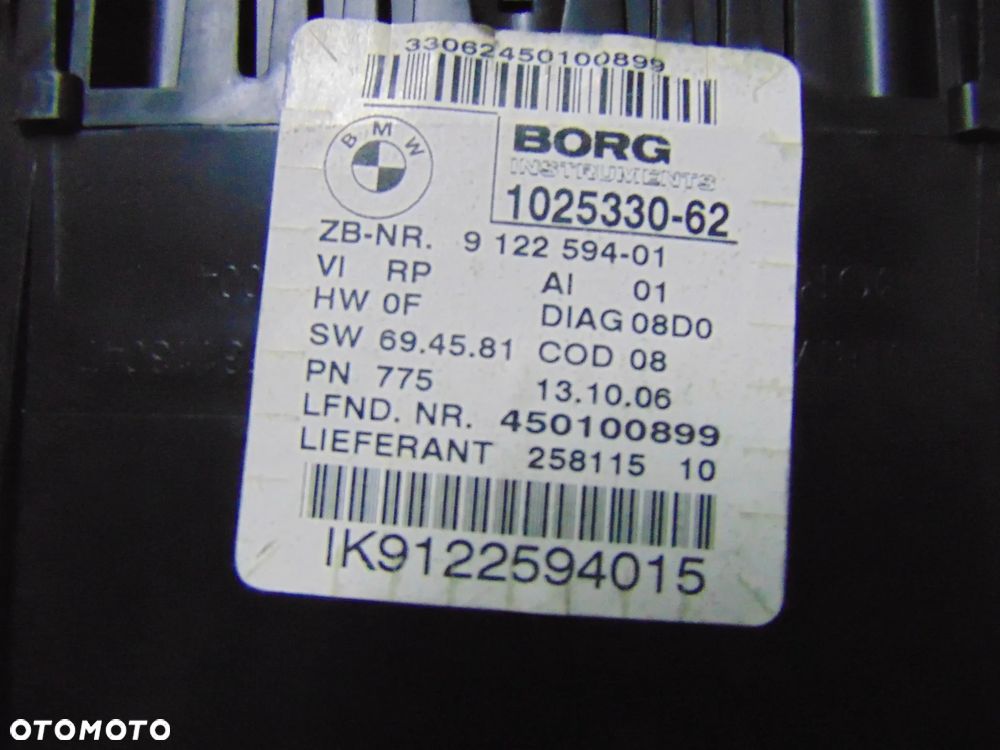 33062450100899
BMW
BORG
INSTRUMENTS
1025330-62
ZB-NR. 9 122 594-01
VI RP AI 01
HW 0F DIAG 08D0
SW 69.45.81 COD 08
PN 775 13.10.06
LFND. NR. 450100899
LIEFERANT 258115 10
IK9122594015
OTOMOTO